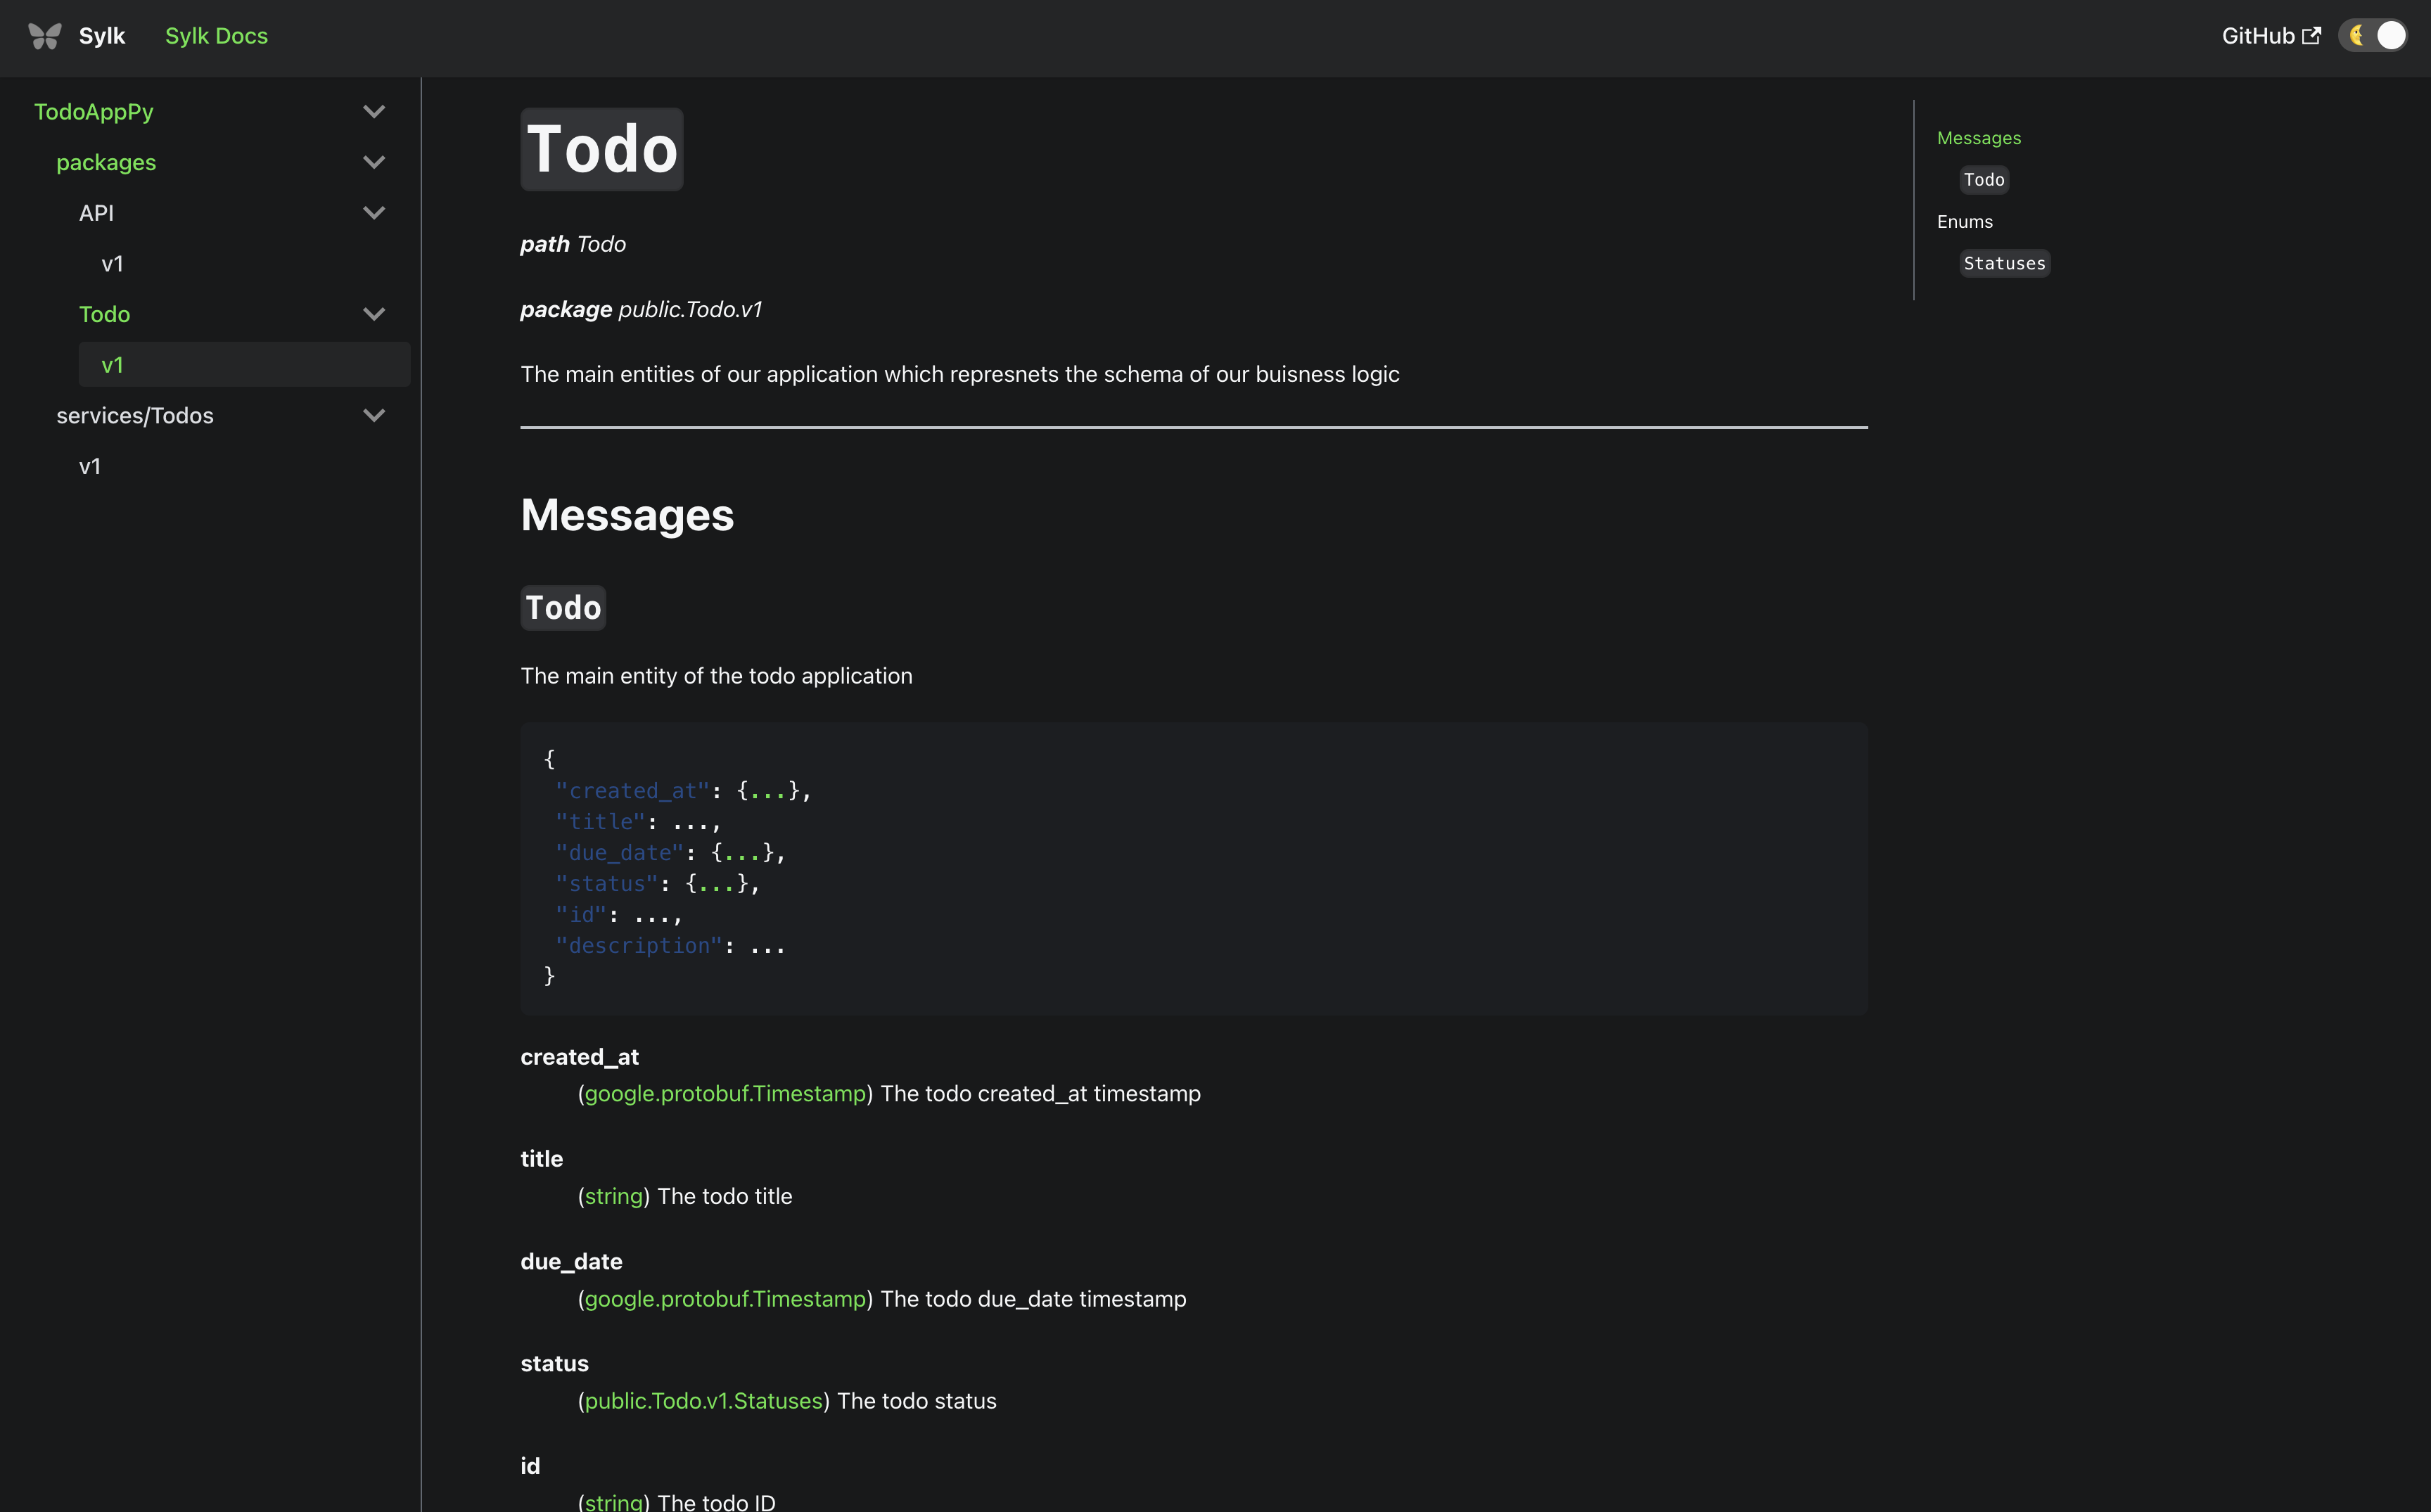 Sylk
Sylk Docs
GitHub
TodoAppPy
packages
API
v1
Todo
v1
services/Todos
v1
Todo
path Todo
package public.Todo.v1
The main entities of our application which represnets the schema of our buisness logic
Messages
Todo
The main entity of the todo application
{
"created_at": {...},
"title": ...,
"due_date": {...},
"status": {...},
"id": ...,
"description": ...
}
created_at
(google.protobuf.Timestamp) The todo created_at timestamp
title
(string) The todo title
due_date
(google.protobuf.Timestamp) The todo due_date timestamp
status
(public.Todo.v1.Statuses) The todo status
id
(string) The todo ID
Messages
Todo
Enums
Statuses